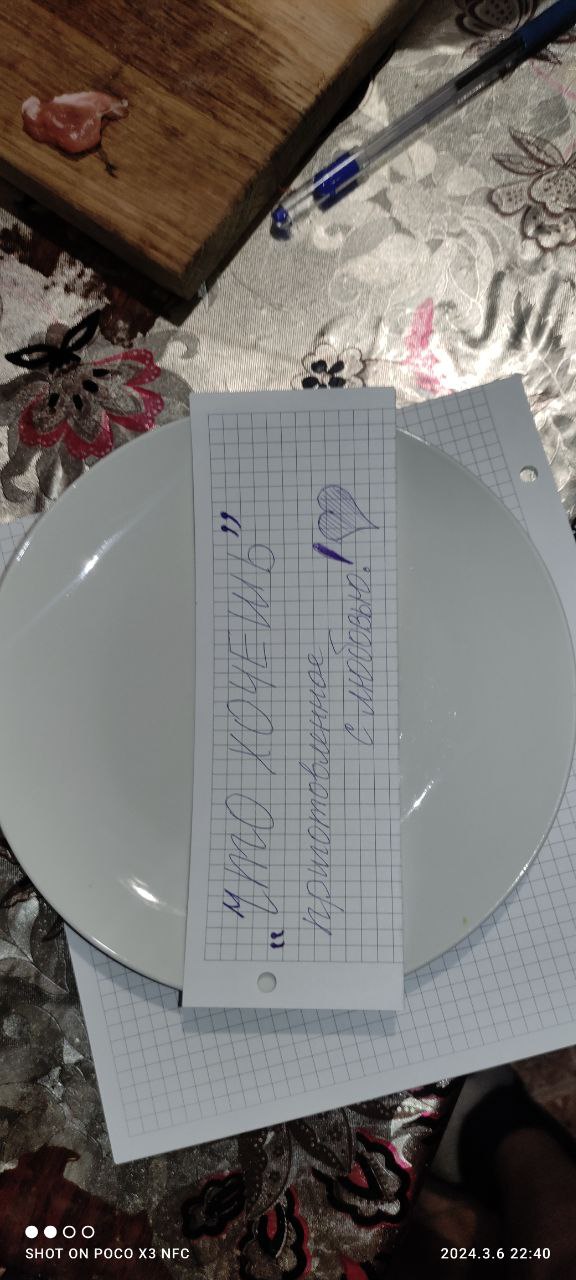 "Что ХОЧЕШЬ"
приготовленное
с любовью!
SHOT ON POCO X3 NFC
2024.3.6 22:40